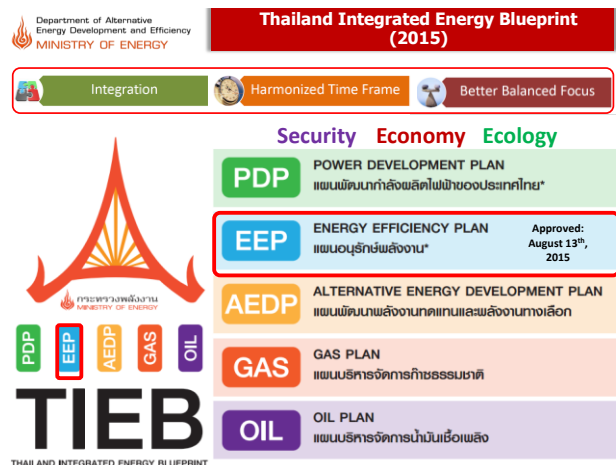 Department of Alternative
Energy Development and Efficiency
MINISTRY OF ENERGY
Thailand Integrated Energy Blueprint
(2015)
Integration
Harmonized Time Frame
Better Balanced Focus
Security Economy Ecology
PDP
POWER DEVELOPMENT PLAN
แผนพัฒนากำลังผลิตไฟฟ้าของประเทศไทย*
EEP
ENERGY EFFICIENCY PLAN
แผนอนุรักษ์พลังงาน*
Approved:
August 13th,
2015
AEDP
ALTERNATIVE ENERGY DEVELOPMENT PLAN
แผนพัฒนาพลังงานทดแทนและพลังงานทางเลือก
GAS
GAS PLAN
แผนบริหารจัดการก๊าซธรรมชาติ
OIL
OIL PLAN
แผนบริหารจัดการน้ำมันเชื้อเพลิง
กระทรวงพลังงาน
MINISTRY OF ENERGY
PDP
EEP
AEDP
GAS
OIL
TIEB
THAILAND INTEGRATED ENERGY BLUEPRINT